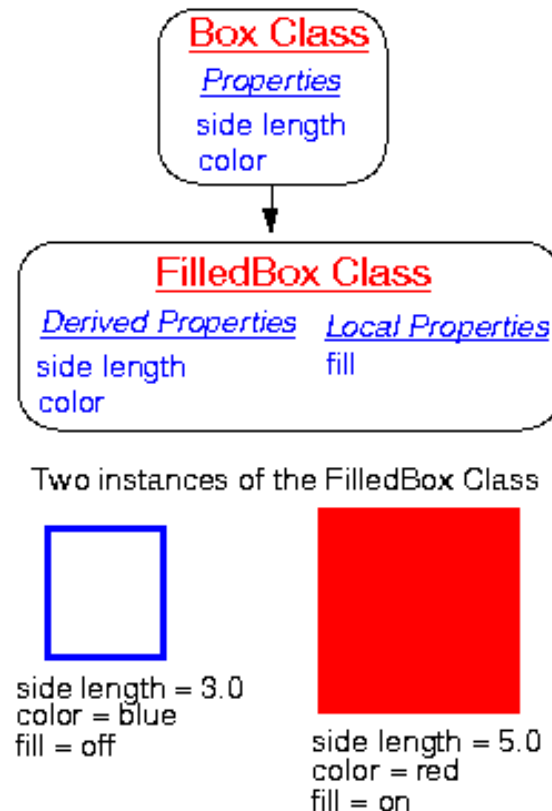 Box Class
Properties
side length
color
FilledBox Class
Derived Properties
side length
color
Local Properties
fill
Two instances of the FilledBox Class
side length = 3.0
color = blue
fill = off
side length = 5.0
color = red
fill = on